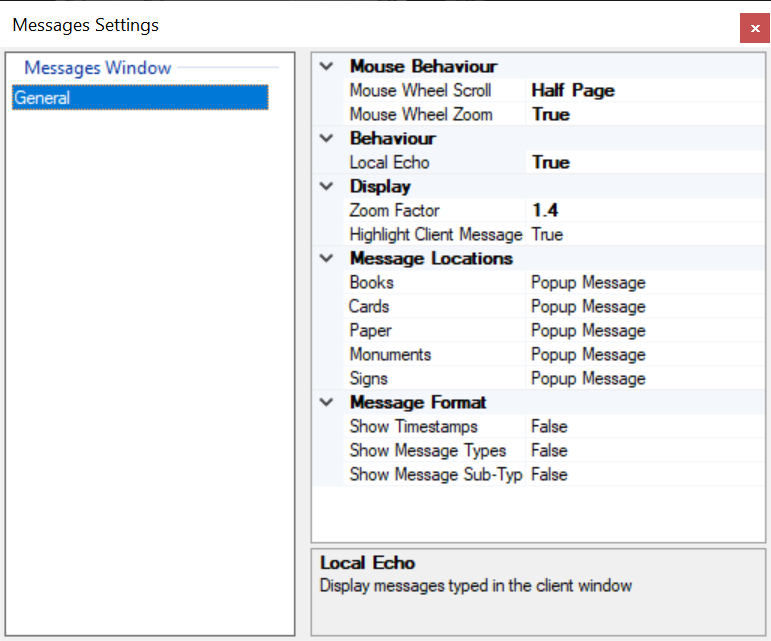 Messages Settings
x
Messages Window
General
Mouse Behaviour
Mouse Wheel Scroll Half Page
Mouse Wheel Zoom True
Behaviour
Local Echo True
Display
Zoom Factor 1.4
Highlight Client Message True
Message Locations
Books Popup Message
Cards Popup Message
Paper Popup Message
Monuments Popup Message
Signs Popup Message
Message Format
Show Timestamps False
Show Message Types False
Show Message Sub-Typ False
Local Echo
Display messages typed in the client window